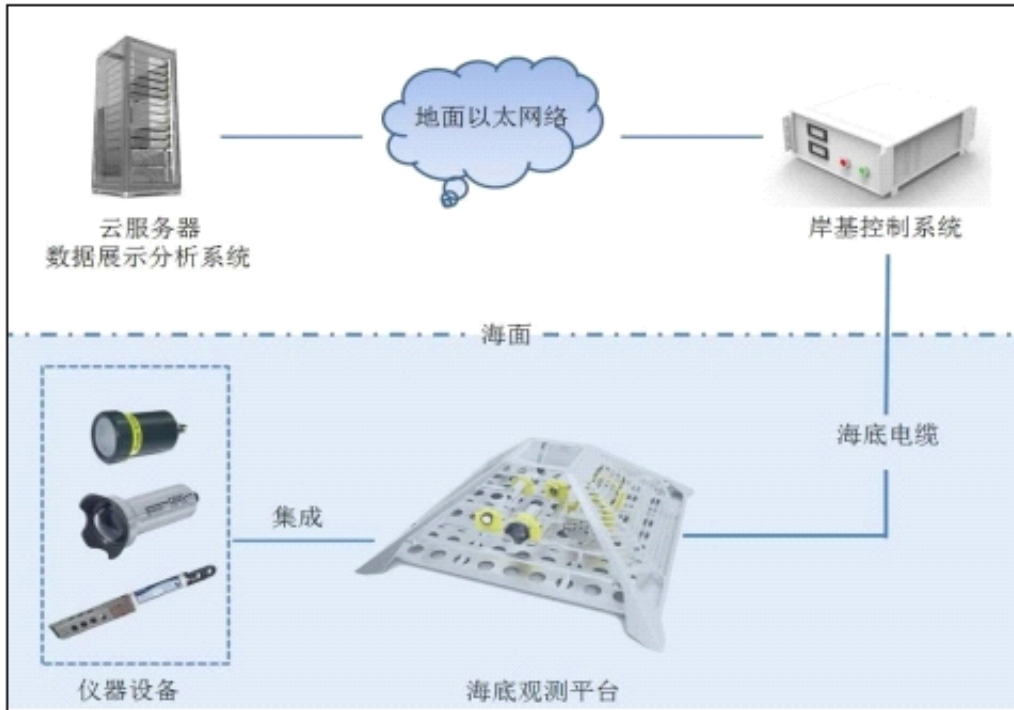 地面以太网络
云服务器
数据展示分析系统
岸基控制系统
海面
海底电缆
集成
仪器设备
海底观测平台